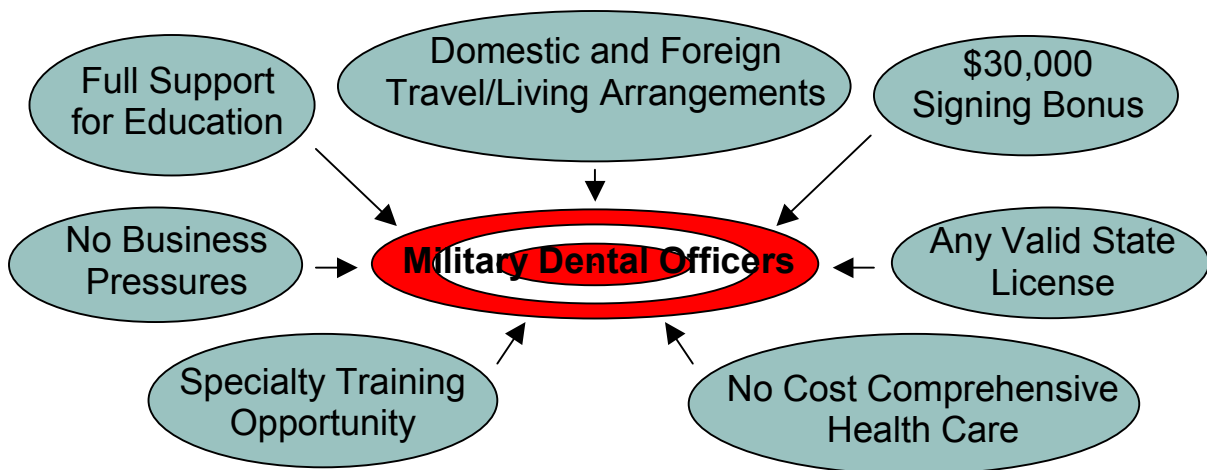 Full Support
for Education
Domestic and Foreign
Travel/Living Arrangements
$30,000
Signing Bonus
No Business
Pressures
Military Dental Officers
Any Valid State
License
Specialty Training
Opportunity
No Cost Comprehensive
Health Care